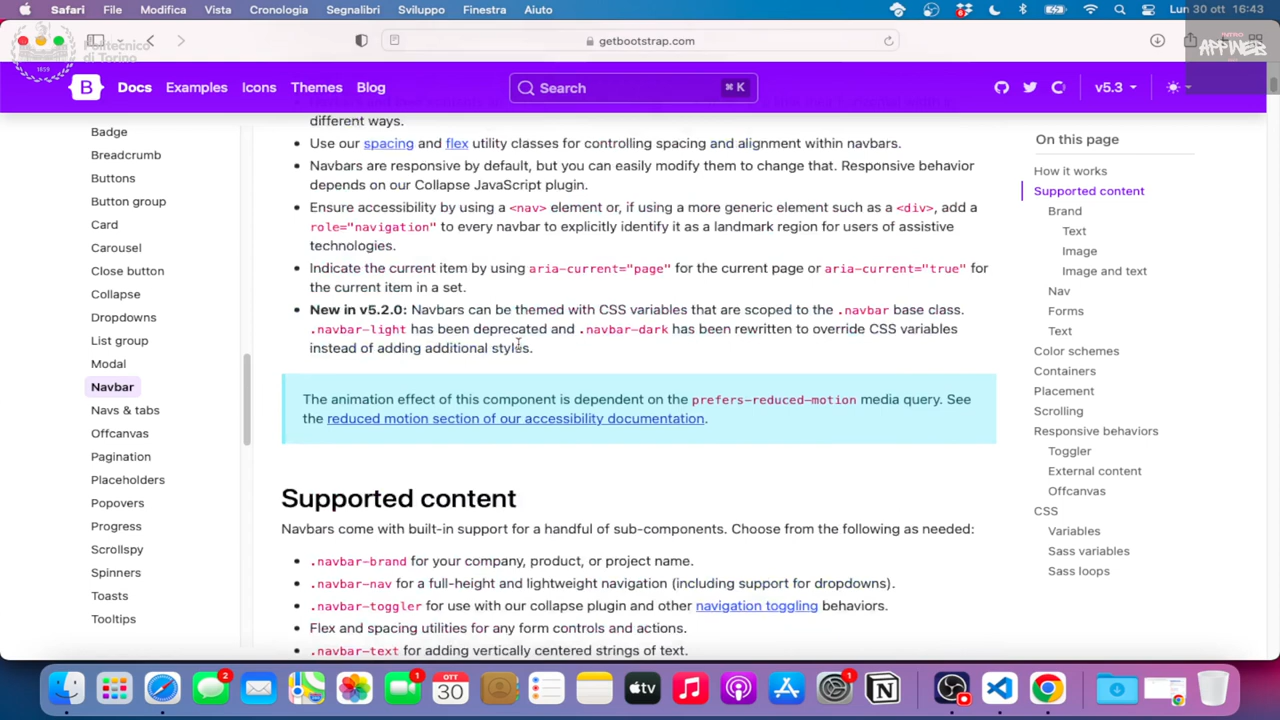 Safari File Modifica Vista Cronologia Segnalibri Sviluppo Finestra Aiuto Lun 30 ott 16:43
Politecnico
di Torino
1859
getbootstrap.com
INTRO
APPWEB
B Docs Examples Icons Themes Blog Search ⌘ K v5.3
Badge
Breadcrumb
Buttons
Button group
Card
Carousel
Close button
Collapse
Dropdowns
List group
Modal
Navbar
Navs & tabs
Offcanvas
Pagination
Placeholders
Popovers
Progress
Scrollspy
Spinners
Toasts
Tooltips
different ways.
• Use our spacing and flex utility classes for controlling spacing and alignment within navbars.
• Navbars are responsive by default, but you can easily modify them to change that. Responsive behavior
depends on our Collapse JavaScript plugin.
• Ensure accessibility by using a <nav> element or, if using a more generic element such as a <div>, add a
role="navigation" to every navbar to explicitly identify it as a landmark region for users of assistive
technologies.
• Indicate the current item by using aria-current="page" for the current page or aria-current="true" for
the current item in a set.
• New in v5.2.0: Navbars can be themed with CSS variables that are scoped to the .navbar base class.
.navbar-light has been deprecated and .navbar-dark has been rewritten to override CSS variables
instead of adding additional styles.
The animation effect of this component is dependent on the prefers-reduced-motion media query. See
the reduced motion section of our accessibility documentation.
Supported content
Navbars come with built-in support for a handful of sub-components. Choose from the following as needed:
• .navbar-brand for your company, product, or project name.
• .navbar-nav for a full-height and lightweight navigation (including support for dropdowns).
• .navbar-toggler for use with our collapse plugin and other navigation toggling behaviors.
• Flex and spacing utilities for any form controls and actions.
• .navbar-text for adding vertically centered strings of text.
On this page
How it works
Supported content
Brand
Text
Image
Image and text
Nav
Forms
Text
Color schemes
Containers
Placement
Scrolling
Responsive behaviors
Toggler
External content
Offcanvas
CSS
Variables
Sass variables
Sass loops
2
1
OTT
30
tv
1